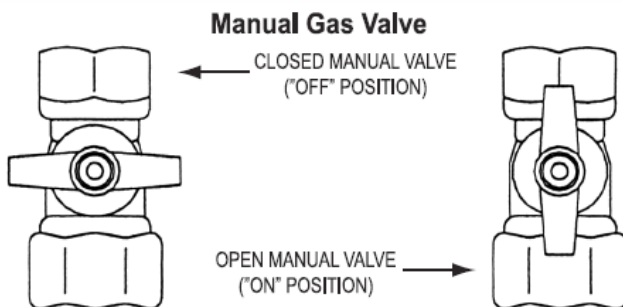 Manual Gas Valve
CLOSED MANUAL VALVE
("OFF" POSITION)
OPEN MANUAL VALVE
("ON" POSITION)